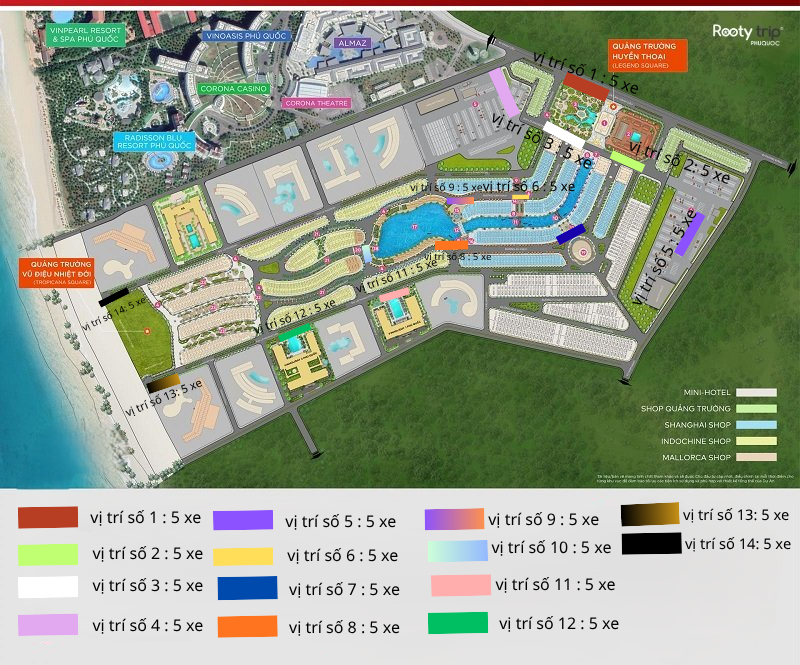 VINPEARL RESORT
& SPA PHÚ QUỐC
VINOASIS PHÚ QUỐC
ALMAZ
CORONA CASINO
CORONA THEATRE
RADISSON BLU
RESORT PHÚ QUỐC
Rooty trip
PHUQUOC
QUẢNG TRƯỜNG
HUYỀN THOẠI
(LEGEND SQUARE)
vị trí số 1 : 5 xe
vị trí số 3 : 5 xe
vị trí số 2: 5 xe
vị trí số 9 : 5 xe
vị trí số 6 : 5 xe
vị trí số 5 : 5 xe
vị trí số 8 : 5 xe
QUẢNG TRƯỜNG
VŨ ĐIỆU NHIỆT ĐỚI
(TROPICANA SQUARE)
vị trí số 11 : 5 xe
vị trí số 14: 5 xe
vị trí số 12 : 5 xe
vị trí số 13: 5 xe
MINI-HOTEL
SHOP QUẢNG TRƯỜNG
SHANGHAI SHOP
INDOCHINE SHOP
MALLORCA SHOP
vị trí số 1 : 5 xe
vị trí số 2 : 5 xe
vị trí số 3 : 5 xe
vị trí số 4 : 5 xe
vị trí số 5 : 5 xe
vị trí số 6 : 5 xe
vị trí số 7 : 5 xe
vị trí số 8 : 5 xe
vị trí số 9 : 5 xe
vị trí số 10 : 5 xe
vị trí số 11 : 5 xe
vị trí số 12 : 5 xe
vị trí số 13: 5 xe
vị trí số 14: 5 xe